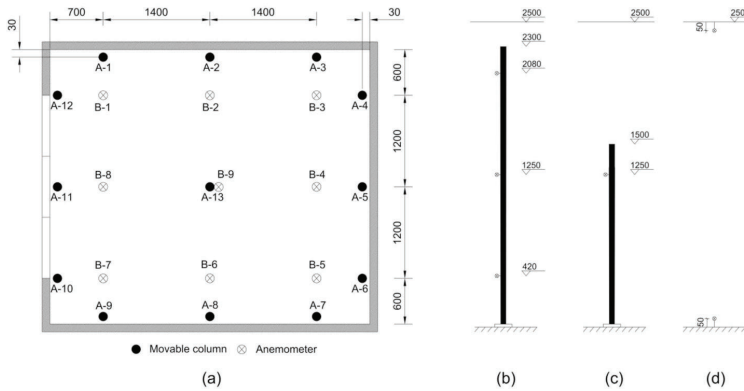 700 1400 1400 30
30
A-1 A-2 A-3
600
A-12 B-1 B-2 B-3 A-4
1200
B-8 B-9 B-4
A-11 A-13 A-5
1200
B-7 B-6 B-5
A-10 A-6
A-9 A-8 A-7
600
Movable column Anemometer
(a)
2500
2300
2080
1250
420
(b)
2500
1500
1250
(c)
250
50
50
(d)